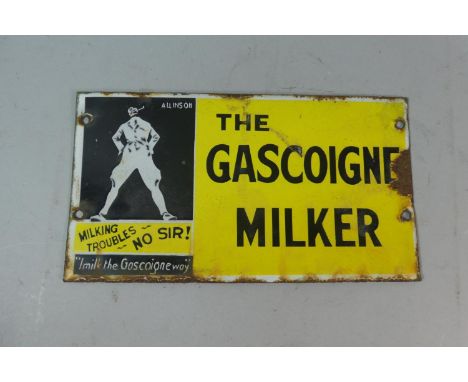 ALLINSON
MILKING
TROUBLES ~
~ NO SIR!
"I milk the Gascoigne way"
THE
GASCOIGNE
MILKER